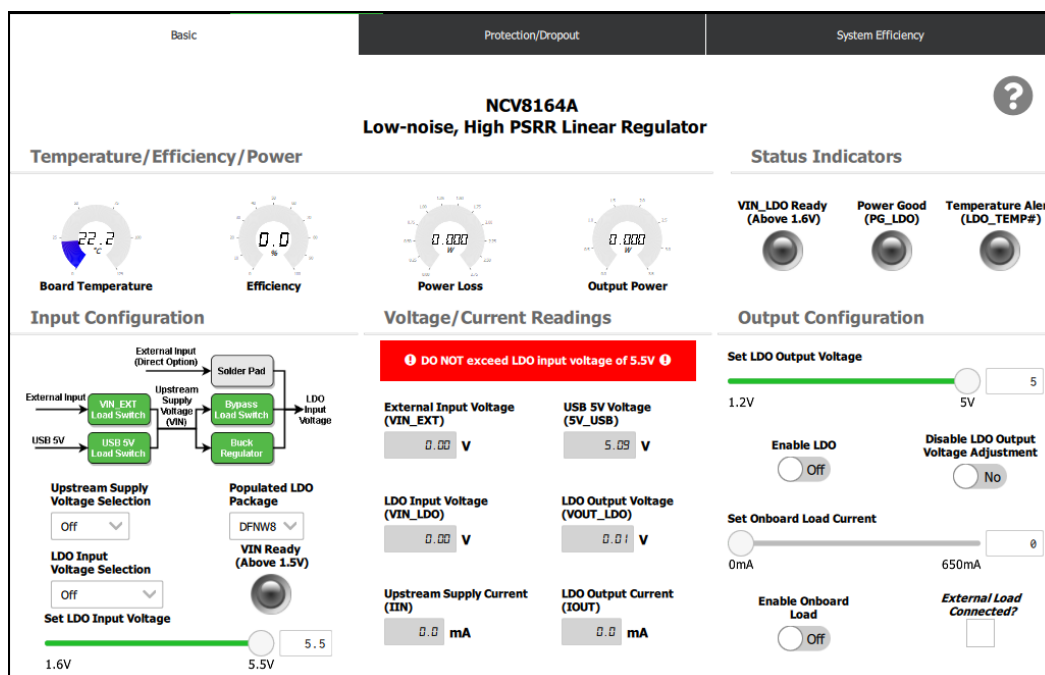 Basic
Protection/Dropout
System Efficiency
?
NCV8164A
Low-noise, High PSRR Linear Regulator
Temperature/Efficiency/Power
Status Indicators
VIN_LDO Ready
(Above 1.6V)
Power Good
(PG_LDO)
Temperature Aler
(LDO_TEMP#)
22.2
°C
Board Temperature
0.0
%
Efficiency
0.000
W
Power Loss
0.000
W
Output Power
Input Configuration
External Input
(Direct Option)
Solder Pad
External Input
VIN_EXT
Load Switch
Upstream
Supply
Voltage
(VIN)
Bypass
Load Switch
LDO
Input
Voltage
USB 5V
USB 5V
Load Switch
Buck
Regulator
Upstream Supply
Voltage Selection
Off
Populated LDO
Package
DFNW8
LDO Input
Voltage Selection
Off
VIN Ready
(Above 1.5V)
Set LDO Input Voltage
5.5
1.6V
5.5V
Voltage/Current Readings
DO NOT exceed LDO input voltage of 5.5V
External Input Voltage
(VIN_EXT)
0.00 V
USB 5V Voltage
(5V_USB)
5.09 V
LDO Input Voltage
(VIN_LDO)
0.00 V
LDO Output Voltage
(VOUT_LDO)
0.01 V
Upstream Supply Current
(IIN)
0.0 mA
LDO Output Current
(IOUT)
0.0 mA
Output Configuration
Set LDO Output Voltage
5
1.2V
5V
Enable LDO
Off
Disable LDO Output
Voltage Adjustment
No
Set Onboard Load Current
0
0mA
650mA
Enable Onboard
Load
Off
External Load
Connected?